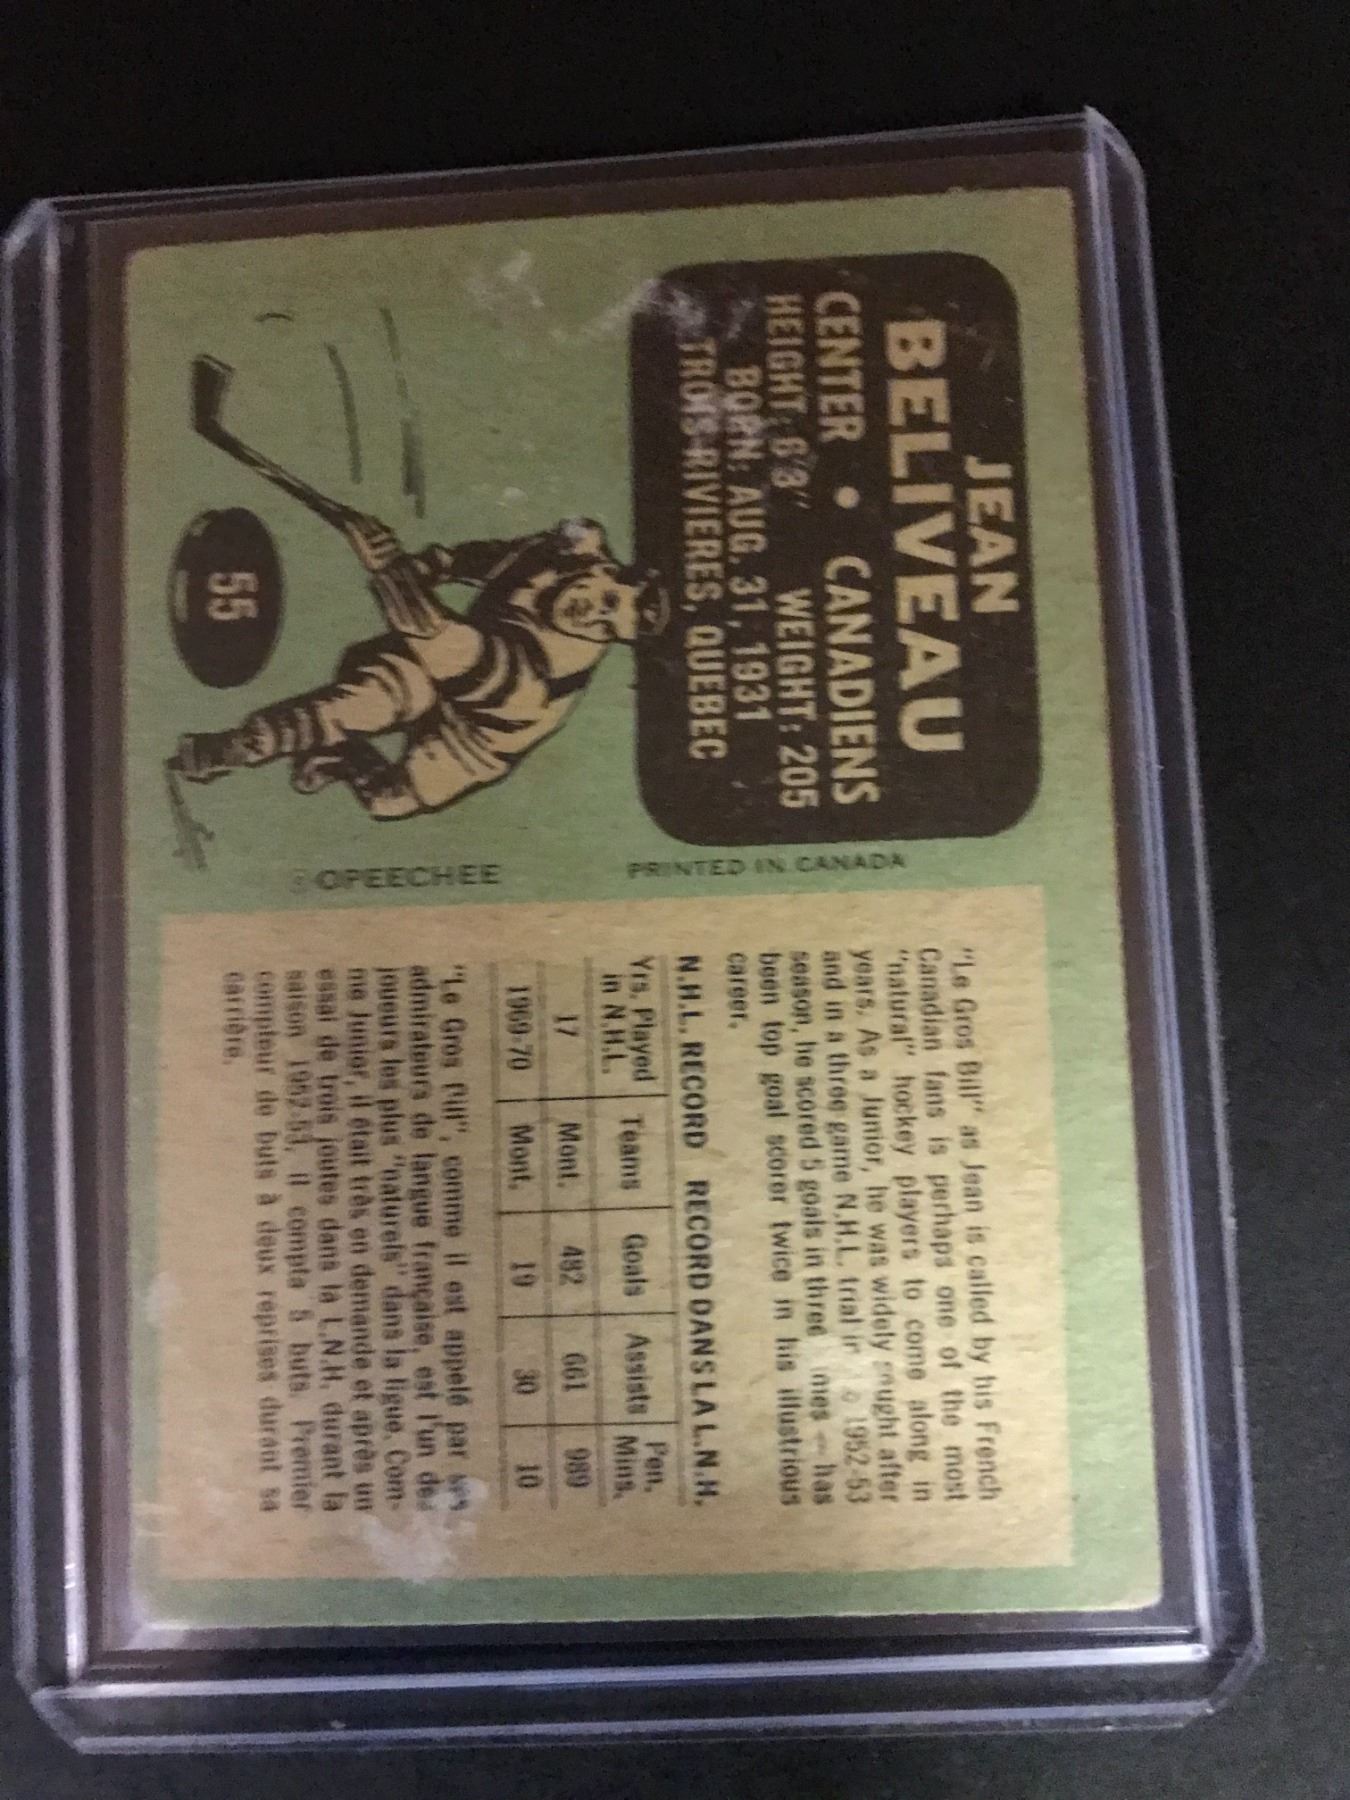 JEAN
BELIVEAU
CENTER • CANADIENS
HEIGHT: 6'3" WEIGHT: 205
BORN: AUG. 31, 1931
TROIS-RIVIERES, QUEBEC
55
OPEECHEE
PRINTED IN CANADA
"Le Gros Bill" as Jean is called by his French
Canadian fans is perhaps one of the most
"natural" hockey players to come along in
years. As a Junior, he was widely sought after
and in a three game N.H.L. trial in 1952-53
season, he scored 5 goals in three — has
been top goal scorer twice in his illustrious
career.
N.H.L. RECORD RECORD DANS LA L.N.H.
Yrs. Played in N.H.L. Teams Goals Assists Pen. Mins.
17 Mont. 482 661 989
1969-70 Mont. 19 30 10
"Le Gros Bill", comme il est appelé par ses
admirateurs de langue française, est l'un des
joueurs les plus "naturels" dans la ligue. Com-
me Junior, il était très en demande et après un
essai de trois joutes dans la L.N.H. durant la
saison 1952-53, il compta 5 buts. Premier
compteur de buts à deux reprises durant sa
carrière.